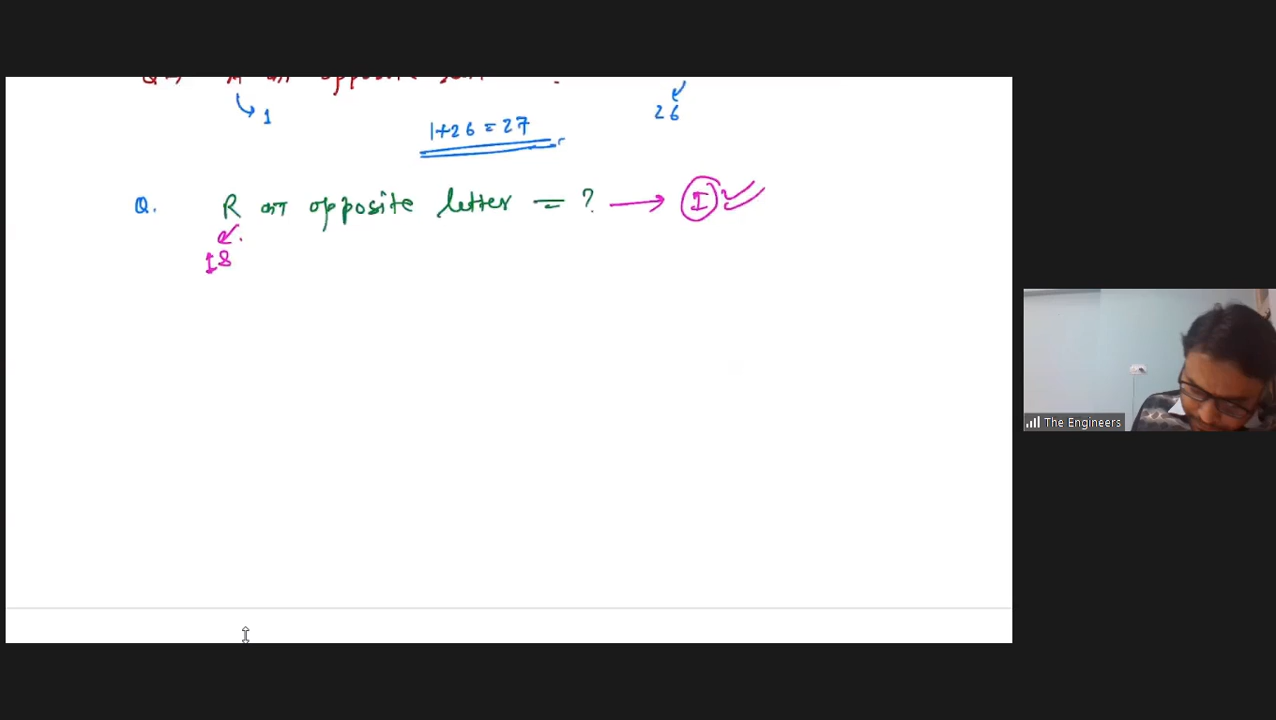 1
26
1+26 = 27
Q. R का opposite letter = ? → I
18
The Engineers